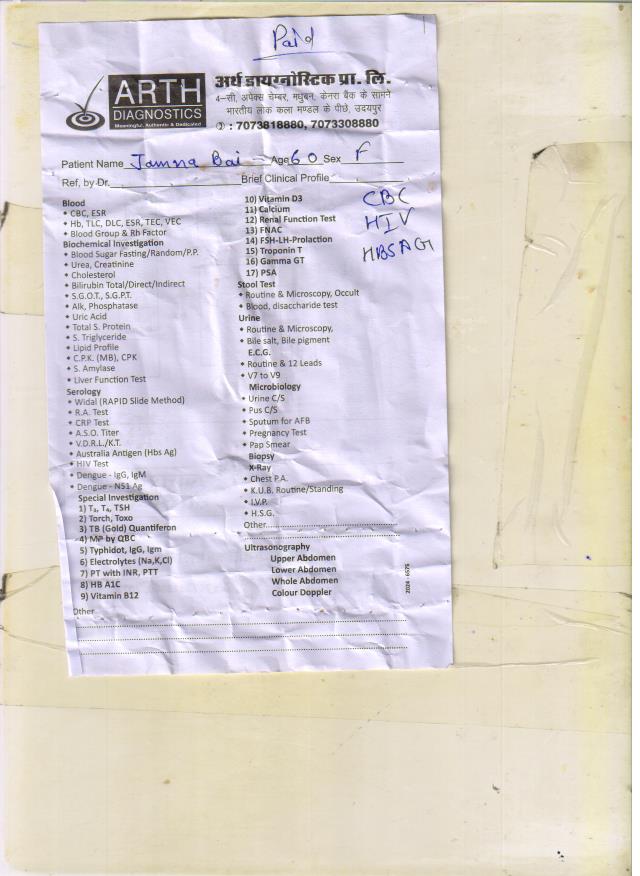 Paid
ARTH
DIAGNOSTICS
Meaningful, Authentic & Dedicated
अर्थ डायग्नोस्टिक प्रा. लि.
4–सी, अपेक्स चेम्बर, मधुबन, केनरा बैंक के सामने
भारतीय लोक कला मण्डल के पीछे, उदयपुर
: 7073818880, 7073308880
Patient Name Jamna Bai Age 60 Sex F
Ref, by Dr. Brief Clinical Profile
Blood
CBC, ESR
Hb, TLC, DLC, ESR, TEC, VEC
Blood Group & Rh Factor
Biochemical Investigation
Blood Sugar Fasting/Random/P.P.
Urea, Creatinine
Cholesterol
Bilirubin Total/Direct/Indirect
S.G.O.T., S.G.P.T.
Alk, Phosphatase
Uric Acid
Total S. Protein
S. Triglyceride
Lipid Profile
C.P.K. (MB), CPK
S. Amylase
Liver Function Test
Serology
Widal (RAPID Slide Method)
R.A. Test
CRP Test
A.S.O. Titer
V.D.R.L./K.T.
Australia Antigen (Hbs Ag)
HIV Test
Dengue - IgG, IgM
Dengue - NS1 Ag
Special Investigation
1) T₃, T₄, TSH
2) Torch, Toxo
3) TB (Gold) Quantiferon
4) MP by QBC
5) Typhidot, IgG, Igm
6) Electrolytes (Na,K,Cl)
7) PT with INR, PTT
8) HB A1C
9) Vitamin B12
Other
10) Vitamin D3
11) Calcium
12) Renal Function Test
13) FNAC
14) FSH-LH-Prolaction
15) Troponin T
16) Gamma GT
17) PSA
Stool Test
Routine & Microscopy, Occult
Blood, disaccharide test
Urine
Routine & Microscopy,
Bile salt, Bile pigment
E.C.G.
Routine & 12 Leads
V7 to V9
Microbiology
Urine C/S
Pus C/S
Sputum for AFB
Pregnancy Test
Pap Smear
Biopsy
X-Ray
Chest P.A.
K.U.B. Routine/Standing
I.V.P.
H.S.G.
Other
Ultrasonography
Upper Abdomen
Lower Abdomen
Whole Abdomen
Colour Doppler
CBC
HIV
HBSAG